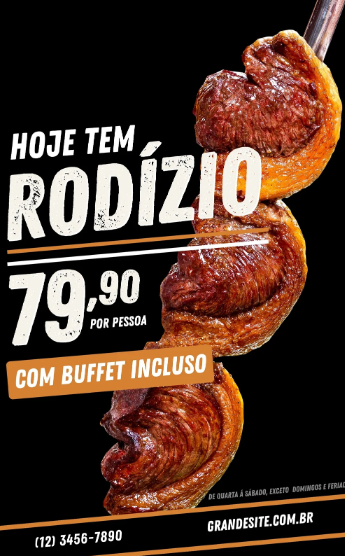 HOJE TEM
RODÍZIO
79,90
POR PESSOA
COM BUFFET INCLUSO
DE QUARTA Á SÁBADO, EXCETO DOMINGOS E
(12) 3456-7890
GRANDESITE.COM.BR